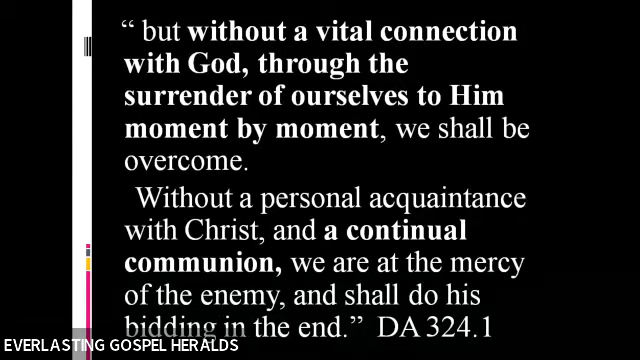 “ but without a vital connection
with God, through the
surrender of ourselves to Him
moment by moment, we shall be
overcome.
Without a personal acquaintance
with Christ, and a continual
communion, we are at the mercy
of the enemy, and shall do his
bidding in the end.” DA 324.1
EVERLASTING GOSPEL HERALDS